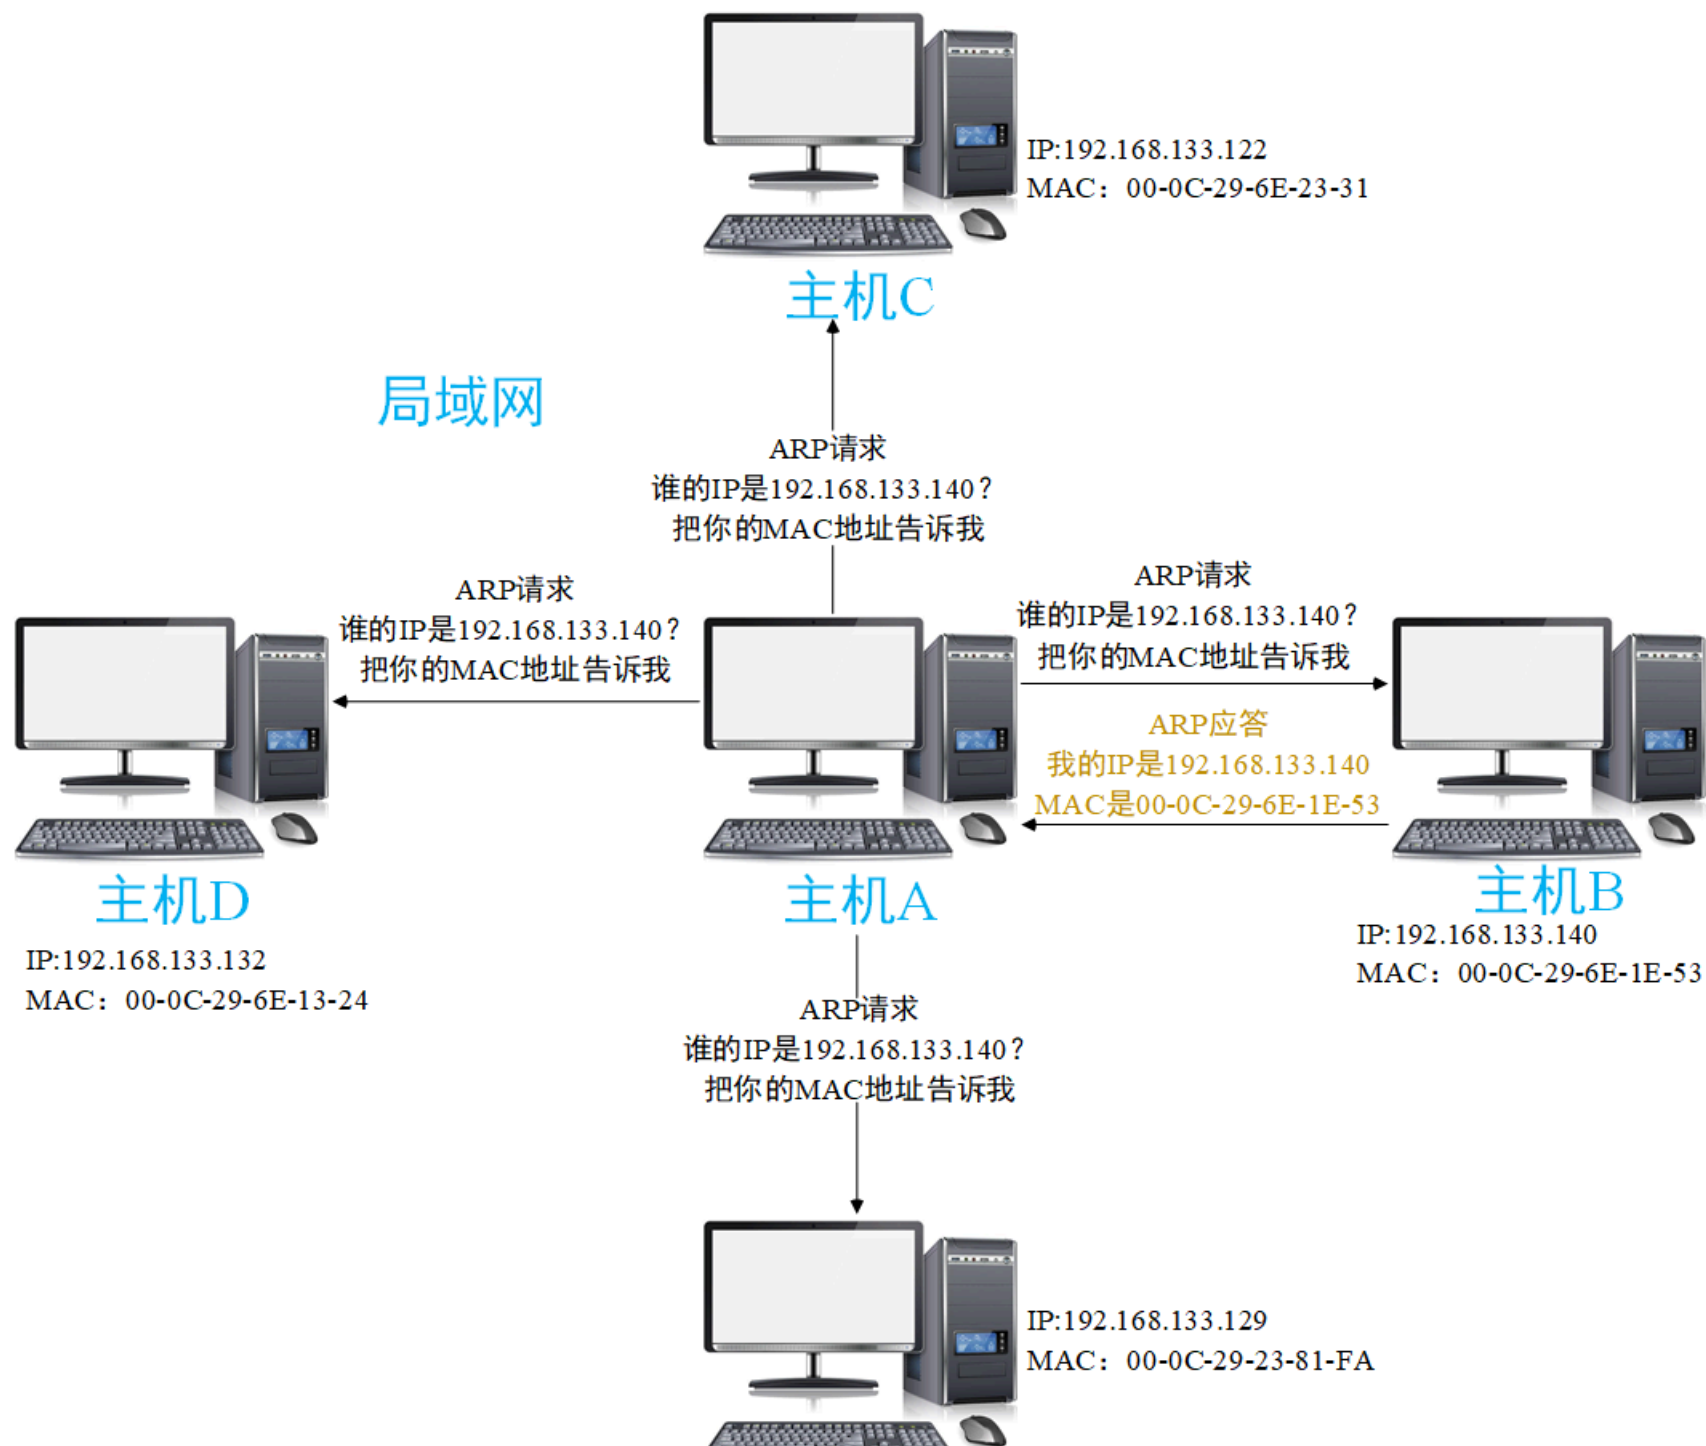 IP:192.168.133.122
MAC：00-0C-29-6E-23-31
主机C
局域网
ARP请求
谁的IP是192.168.133.140？
把你的MAC地址告诉我
ARP请求
谁的IP是192.168.133.140？
把你的MAC地址告诉我
ARP请求
谁的IP是192.168.133.140？
把你的MAC地址告诉我
ARP应答
我的IP是192.168.133.140
MAC是00-0C-29-6E-1E-53
主机D
IP:192.168.133.132
MAC：00-0C-29-6E-13-24
主机A
主机B
IP:192.168.133.140
MAC：00-0C-29-6E-1E-53
ARP请求
谁的IP是192.168.133.140？
把你的MAC地址告诉我
IP:192.168.133.129
MAC：00-0C-29-23-81-FA